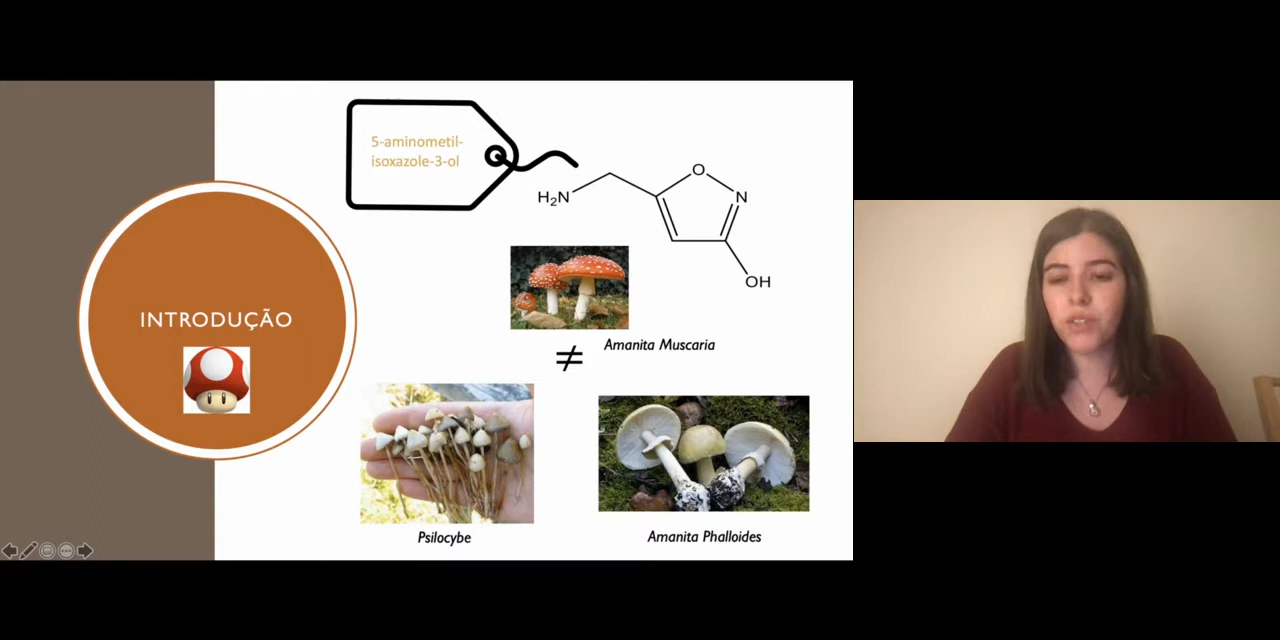 5-aminometil-
isoxazole-3-ol
O
H₂N
N
OH
INTRODUÇÃO
Amanita Muscaria
≠
Psilocybe
Amanita Phalloides